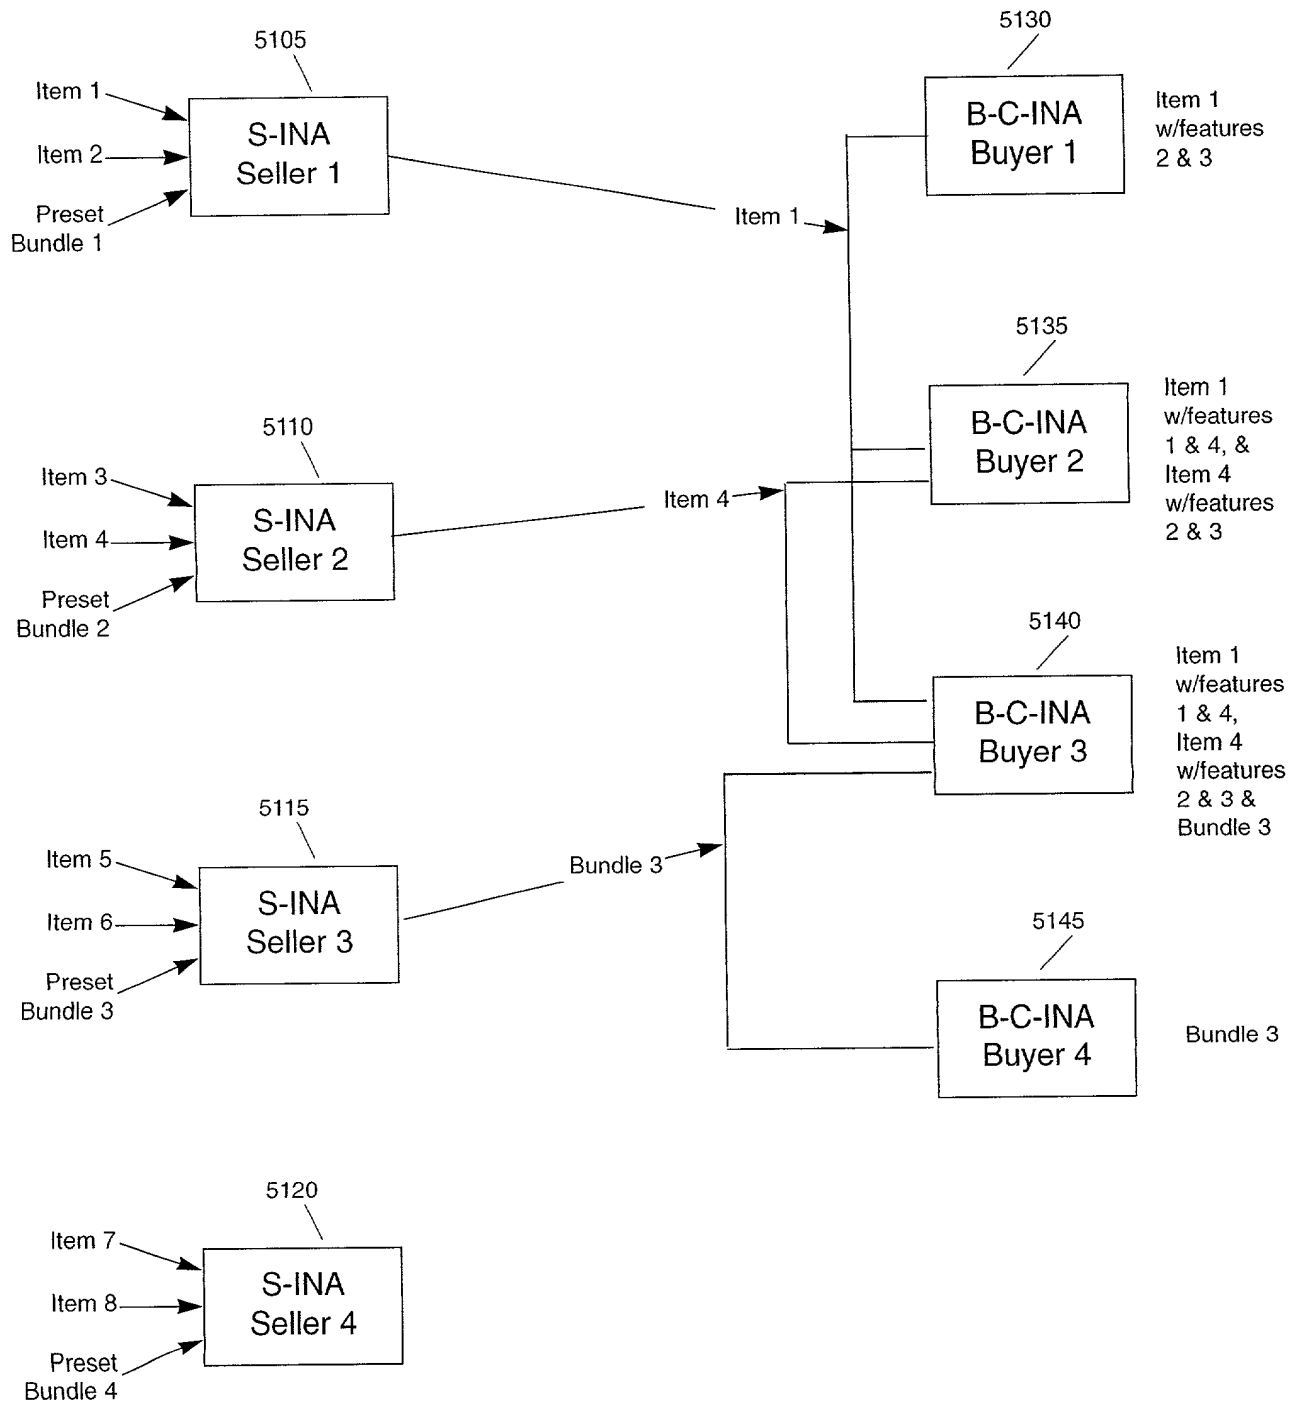 5105
Item 1
Item 2
Preset
Bundle 1
S-INA
Seller 1
Item 1
5130
B-C-INA
Buyer 1
Item 1
w/features
2 & 3
5110
Item 3
Item 4
Preset
Bundle 2
S-INA
Seller 2
Item 4
5135
B-C-INA
Buyer 2
Item 1
w/features
1 & 4, &
Item 4
w/features
2 & 3
5140
B-C-INA
Buyer 3
Item 1
w/features
1 & 4,
Item 4
w/features
2 & 3 &
Bundle 3
5115
Item 5
Item 6
Preset
Bundle 3
S-INA
Seller 3
Bundle 3
5145
B-C-INA
Buyer 4
Bundle 3
5120
Item 7
Item 8
Preset
Bundle 4
S-INA
Seller 4